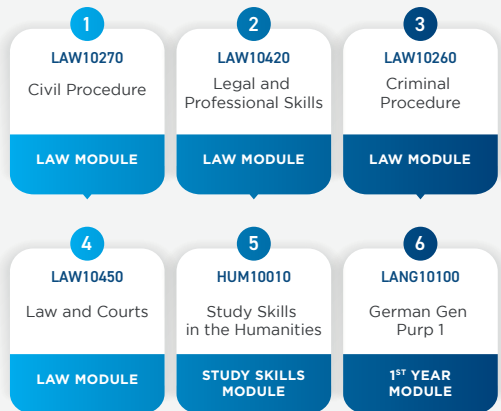 1
LAW10270
Civil Procedure
LAW MODULE
2
LAW10420
Legal and
Professional Skills
LAW MODULE
3
LAW10260
Criminal
Procedure
LAW MODULE
4
LAW10450
Law and Courts
LAW MODULE
5
HUM10010
Study Skills
in the Humanities
STUDY SKILLS
MODULE
6
LANG10100
German Gen
Purp 1
1ST YEAR
MODULE